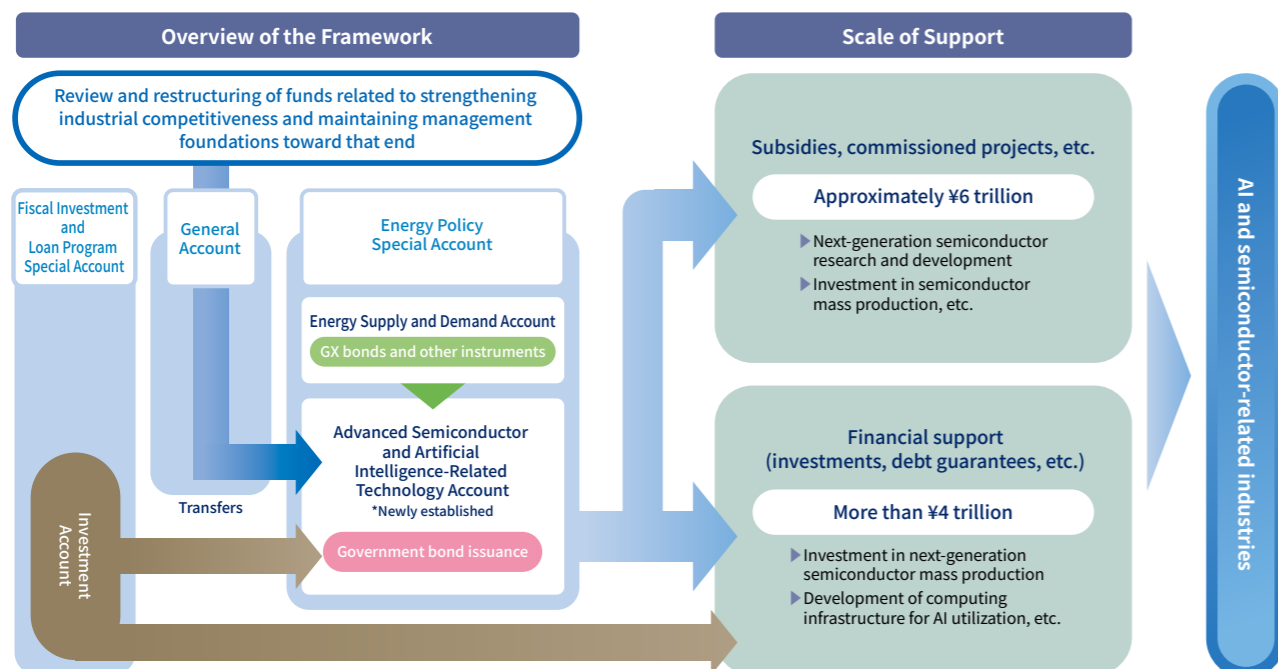 Overview of the Framework
Review and restructuring of funds related to strengthening
industrial competitiveness and maintaining management
foundations toward that end
Fiscal Investment
and
Loan Program
Special Account
General
Account
Energy Policy
Special Account
Energy Supply and Demand Account
GX bonds and other instruments
Advanced Semiconductor
and Artificial
Intelligence-Related
Technology Account
*Newly established
Government bond issuance
Transfers
Investment
Account
Scale of Support
Subsidies, commissioned projects, etc.
Approximately ¥6 trillion
Next-generation semiconductor
research and development
Investment in semiconductor
mass production, etc.
Financial support
(investments, debt guarantees, etc.)
More than ¥4 trillion
Investment in next-generation
semiconductor mass production
Development of computing
infrastructure for AI utilization, etc.
AI and semiconductor-related industries